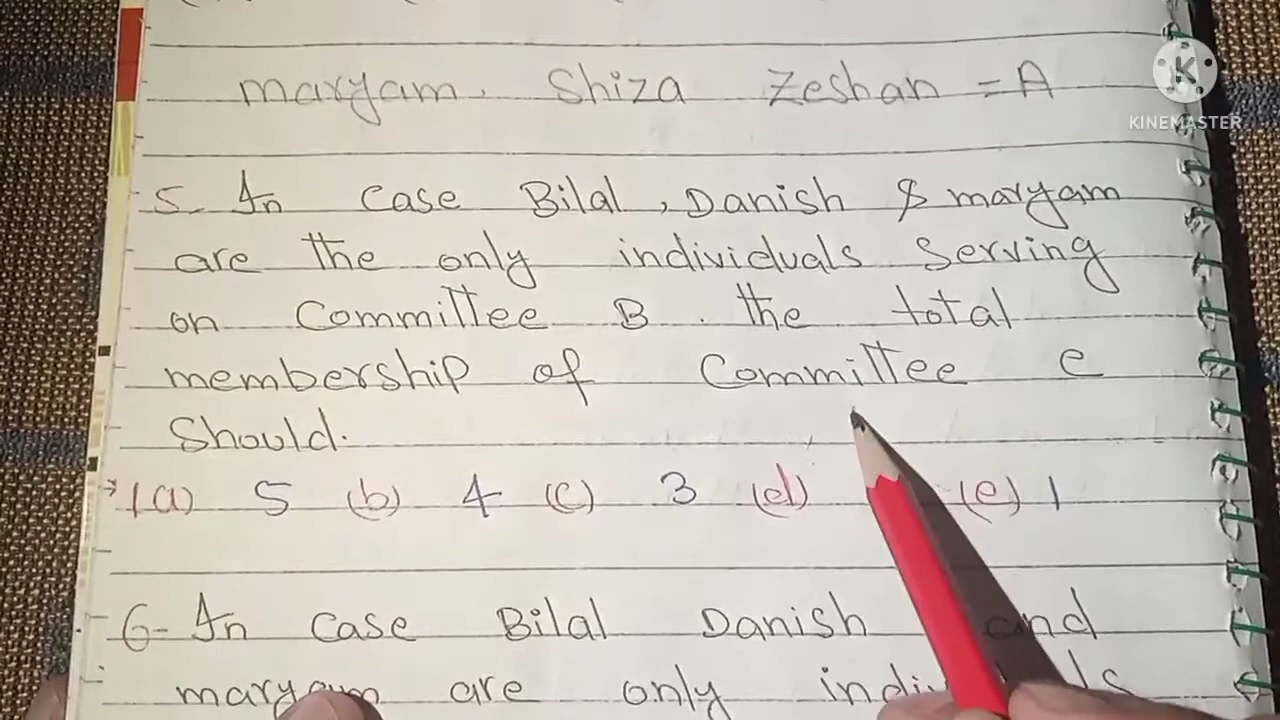 maryam. Shiza Zeshan = A
K
KINEMASTER
5- In case Bilal, Danish & maryam
are the only individuals Serving
on Committee B. the total
membership of Committee e
Should.
(a) 5 (b) 4 (c) 3 (d) (e) 1
6- In case Bilal Danish and
maryam are only